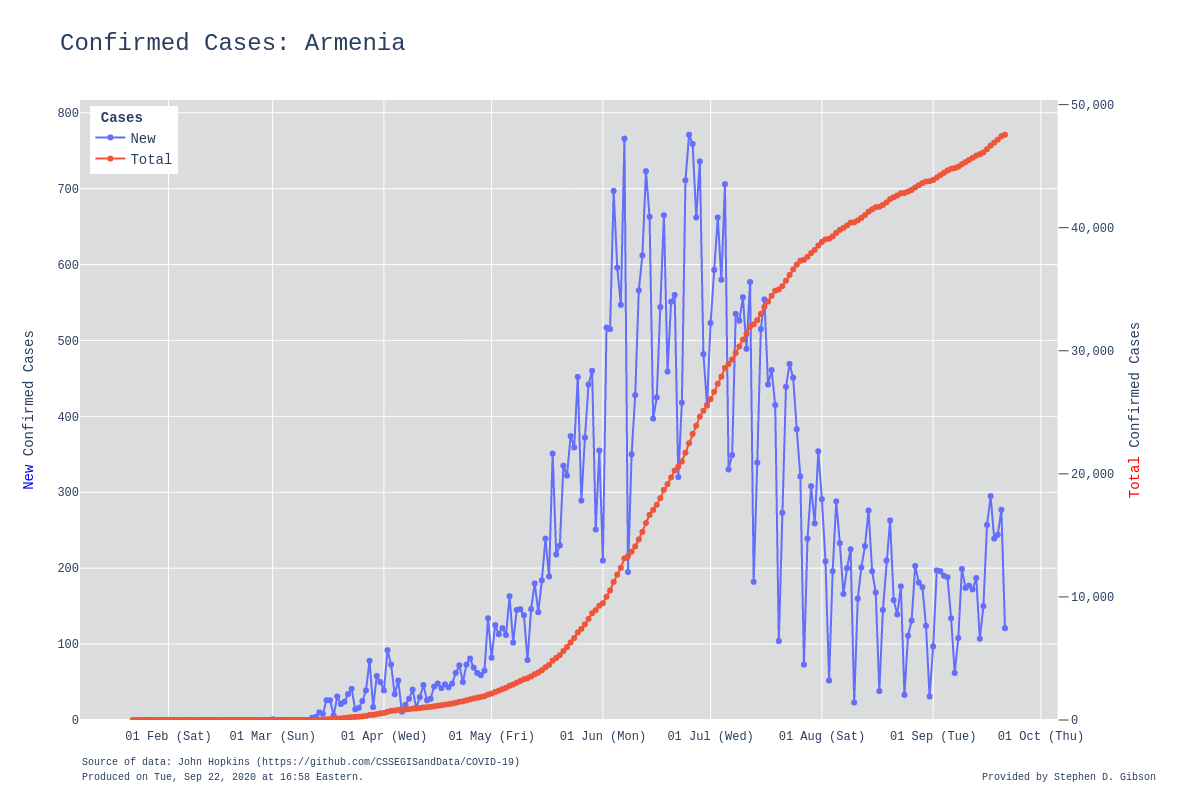 Confirmed Cases: Armenia
Cases
New
Total
800
700
600
500
400
300
200
100
0
New Confirmed Cases
50,000
40,000
30,000
20,000
10,000
0
Total Confirmed Cases
01 Feb (Sat) 01 Mar (Sun) 01 Apr (Wed) 01 May (Fri) 01 Jun (Mon) 01 Jul (Wed) 01 Aug (Sat) 01 Sep (Tue) 01 Oct (Thu)
Source of data: John Hopkins (https://github.com/CSSEGISandData/COVID-19)
Produced on Tue, Sep 22, 2020 at 16:58 Eastern.
Provided by Stephen D. Gibson